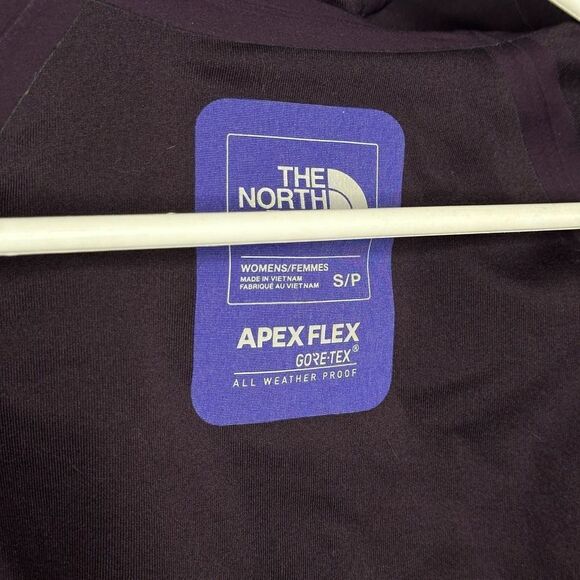 THE
NORTH
WOMENS/FEMMES
MADE IN VIETNAM
FABRIQUÉ AU VIETNAM
S/P
APEX FLEX
GORE-TEX®
ALL WEATHER PROOF